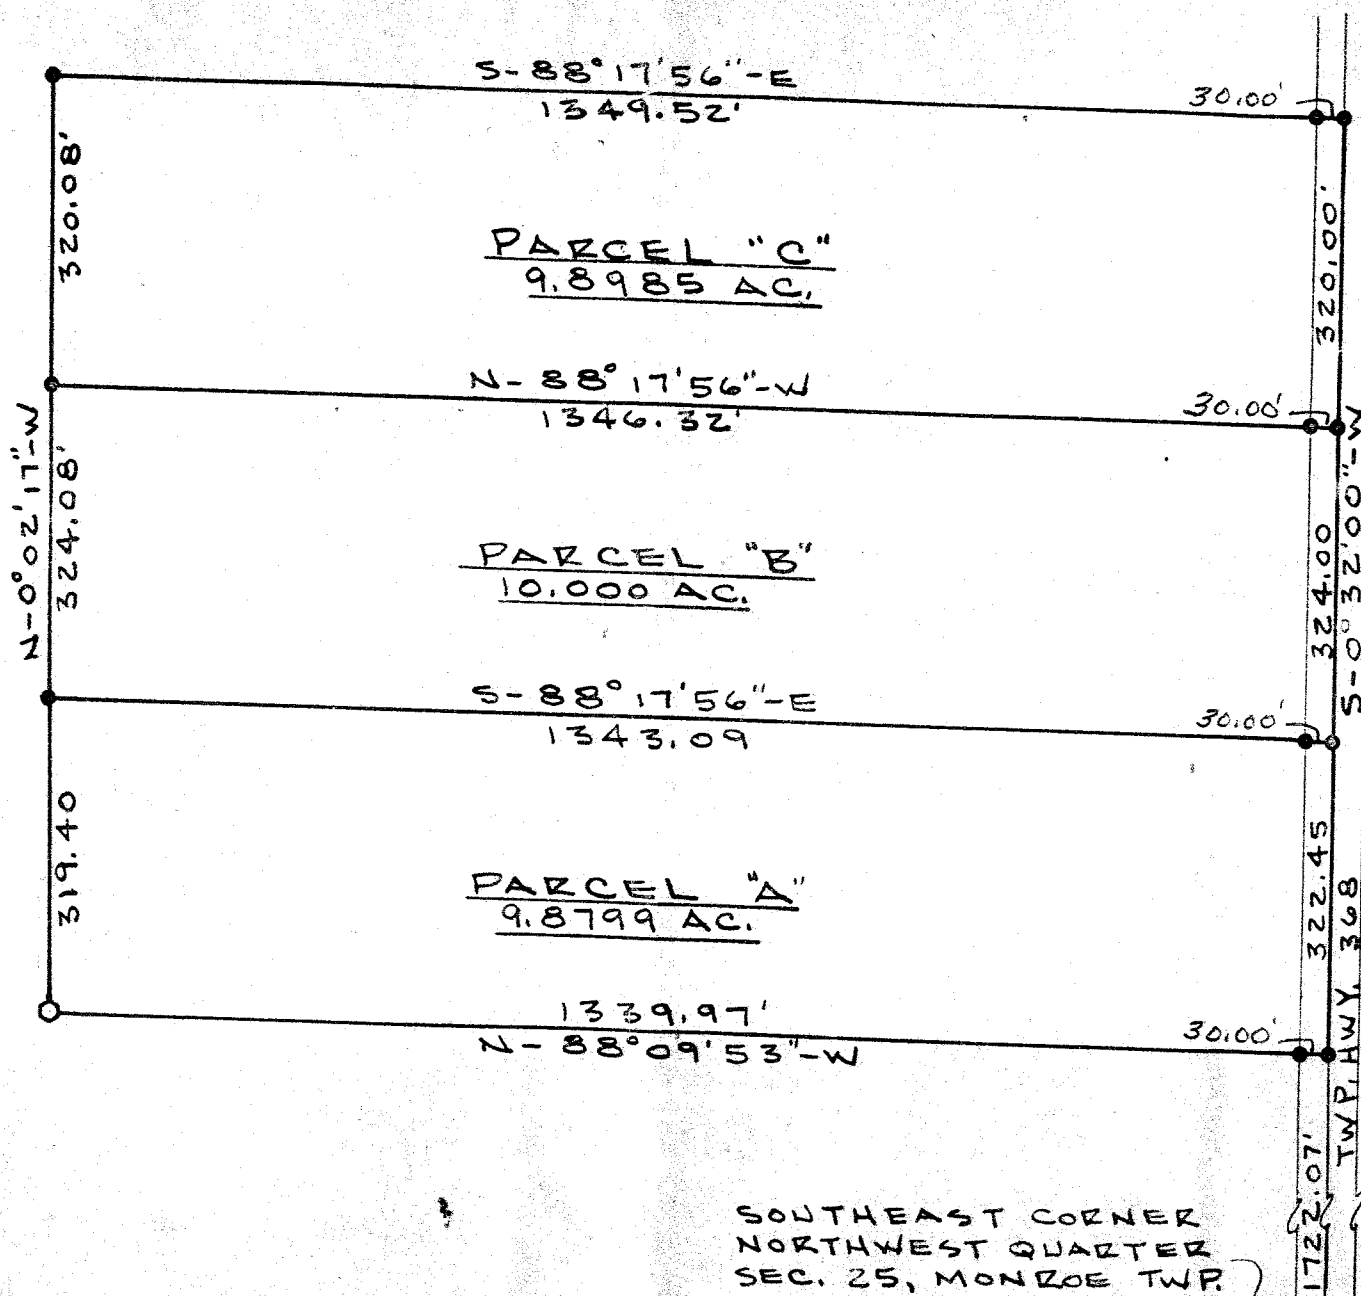 S-88°17'56"-E
1349.52'
30.00'
320.08'
320.00'
PARCEL "C"
9.8985 AC.
N-88°17'56"-W
1346.32'
30.00'
N-0°02'17"-W
324.08'
PARCEL "B"
10.000 AC.
324.00
S-0°32'00"-W
S-88°17'56"-E
1343.09
30.00'
319.40
PARCEL "A"
9.8799 AC.
322.45
TWP. HWY. 368
1339.97'
N-88°09'53"-W
30.00'
1722.07'
SOUTHEAST CORNER
NORTHWEST QUARTER
SEC. 25, MONROE TWP.